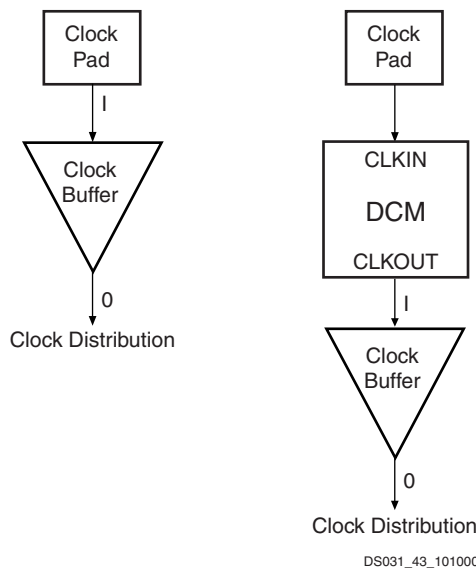 Clock
Pad
I
Clock
Buffer
0
Clock Distribution
Clock
Pad
CLKIN
DCM
CLKOUT
I
Clock
Buffer
0
Clock Distribution
DS031_43_101000